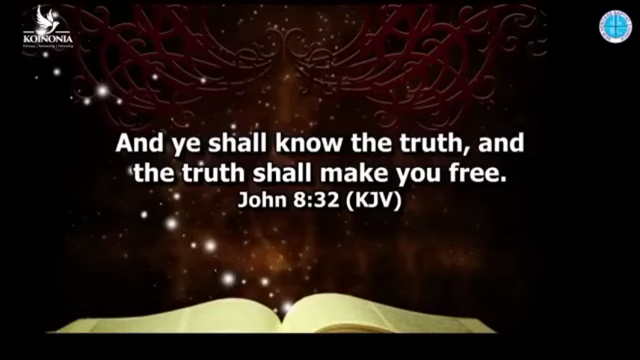 KOINONIA
And ye shall know the truth, and
the truth shall make you free.
John 8:32 (KJV)